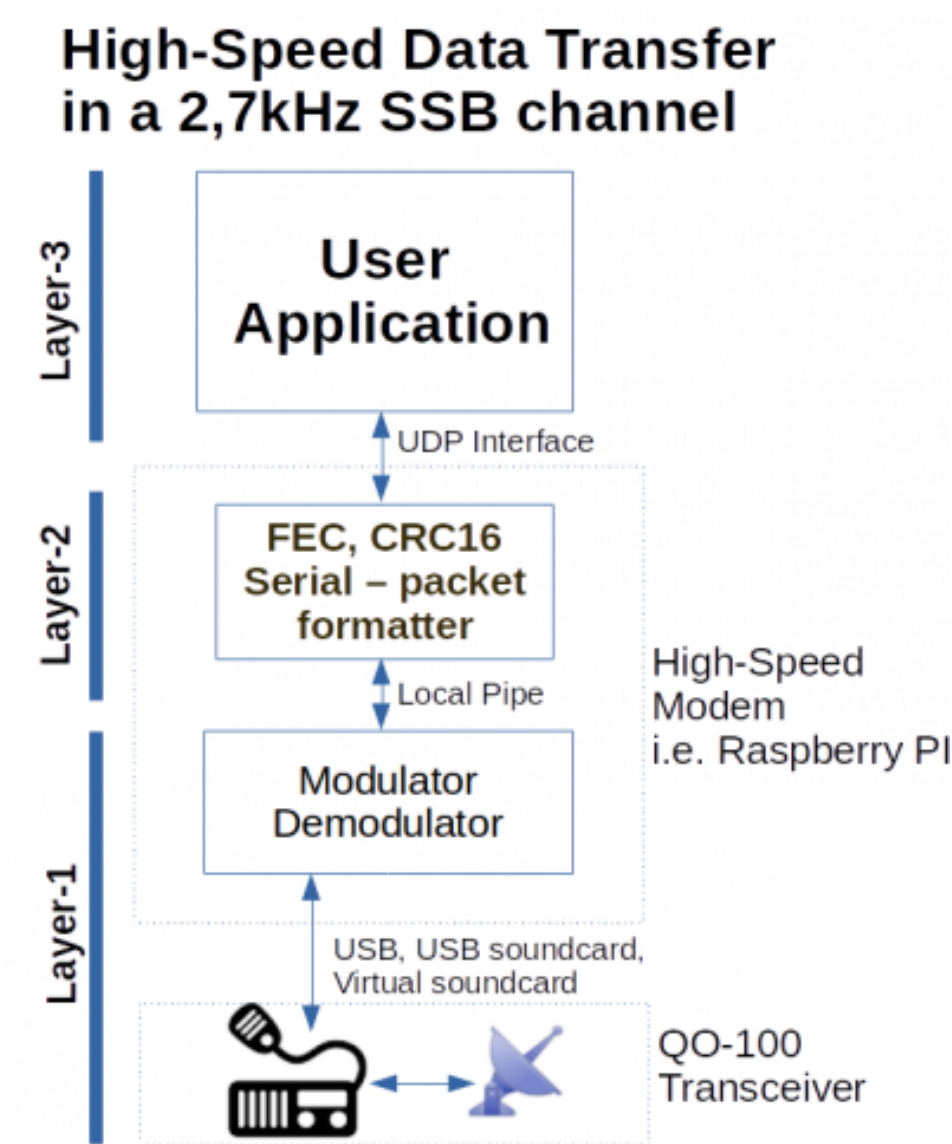 High-Speed Data Transfer
in a 2,7kHz SSB channel
Layer-3
User
Application
UDP Interface
Layer-2
FEC, CRC16
Serial – packet
formatter
High-Speed
Modem
i.e. Raspberry PI
Local Pipe
Modulator
Demodulator
Layer-1
USB, USB soundcard,
Virtual soundcard
QO-100
Transceiver